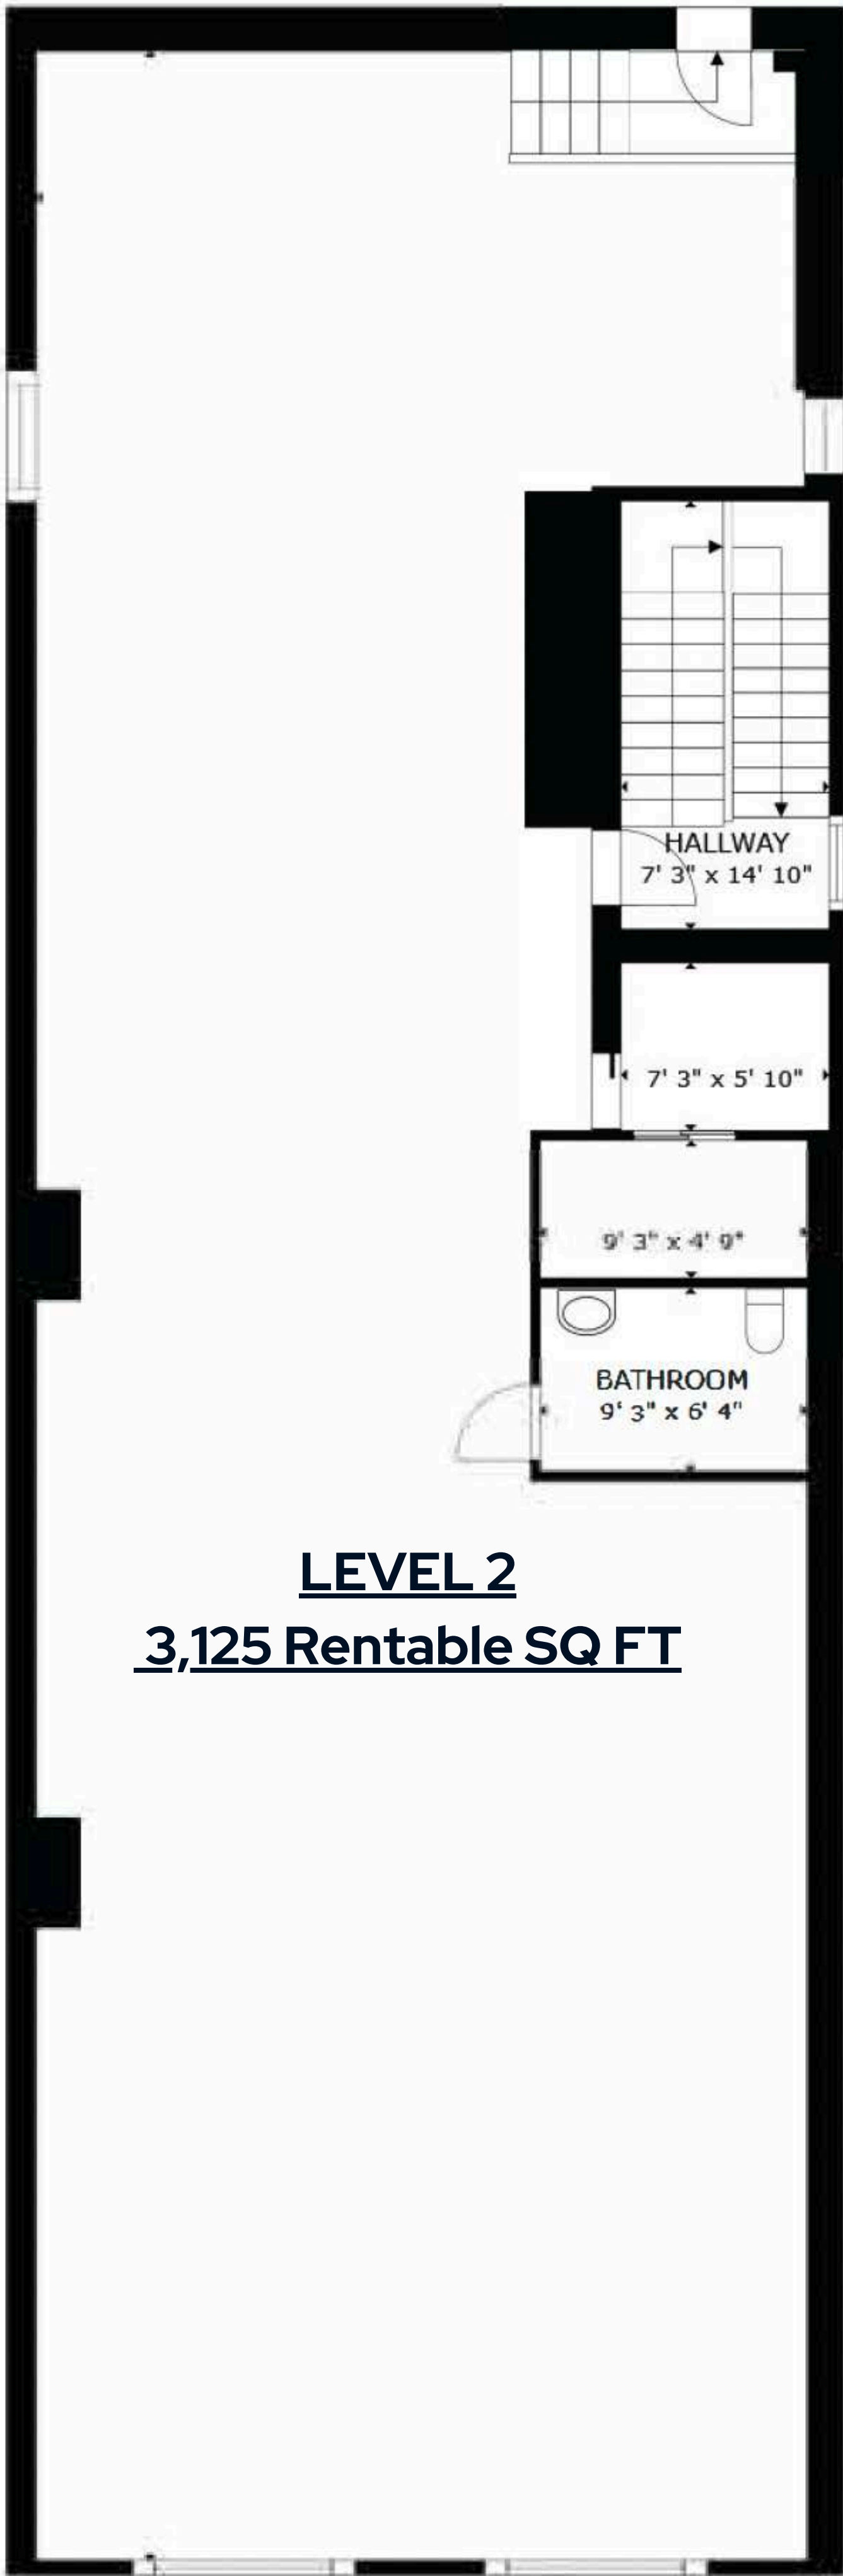 HALLWAY
7' 3" x 14' 10"
7' 3" x 5' 10"
9' 3" x 4' 9"
BATHROOM
9' 3" x 6' 4"
LEVEL 2
3,125 Rentable SQ FT